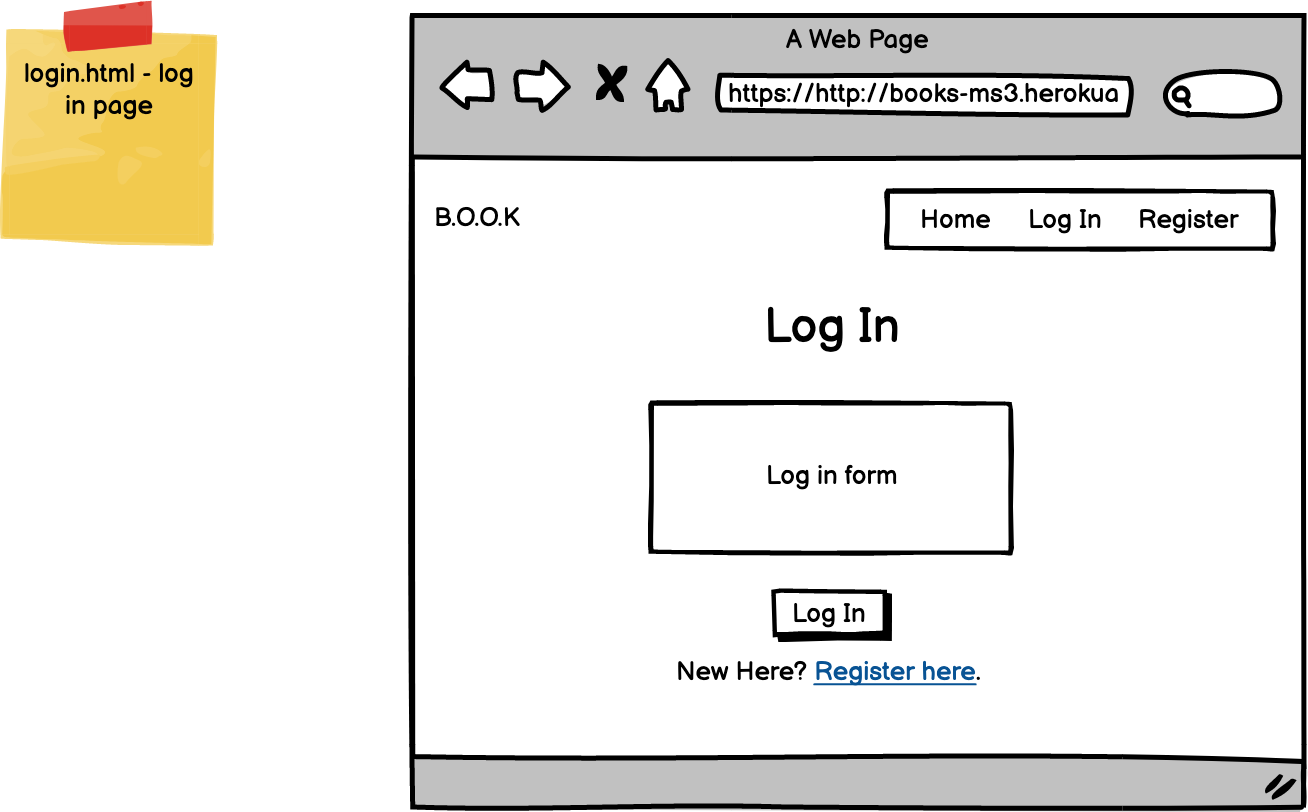 login.html - log
in page
A Web Page
https://http://books-ms3.herokua
B.O.O.K
Home Log In Register
Log In
Log in form
Log In
New Here? Register here.